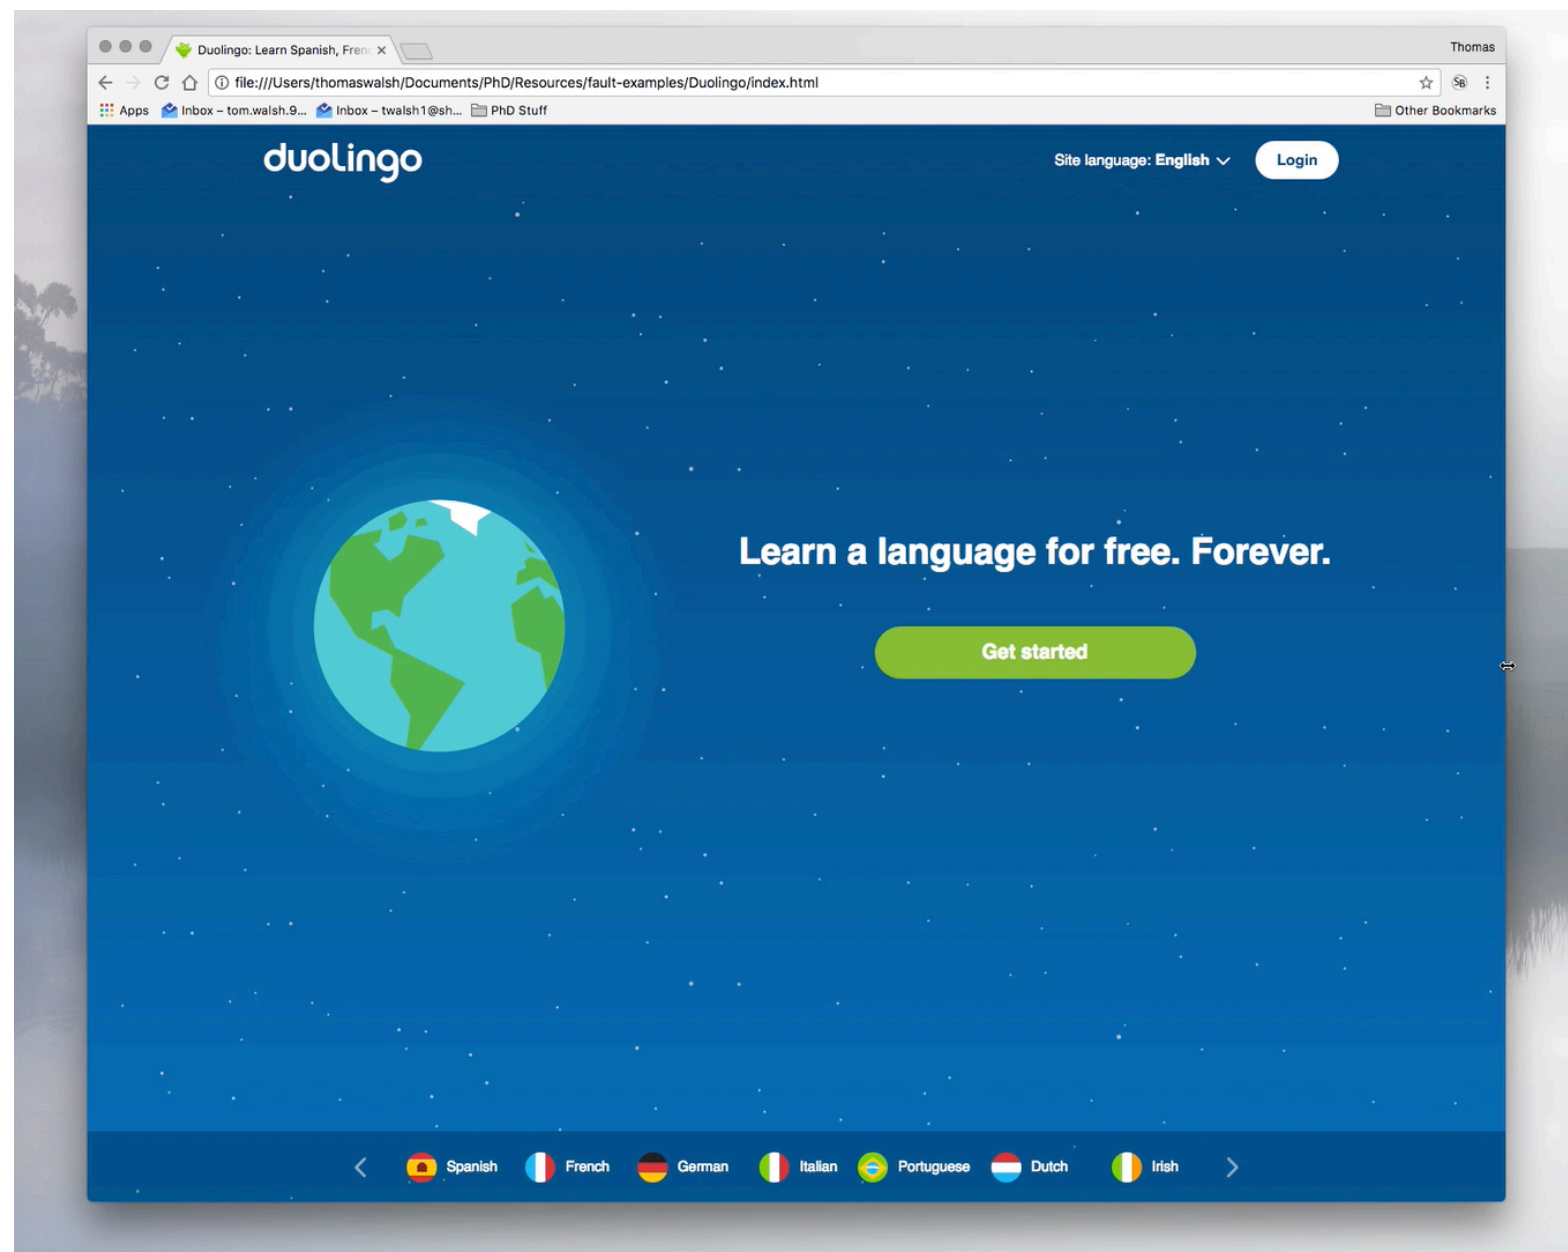 Duolingo: Learn Spanish, Fren
Thomas
file:///Users/thomaswalsh/Documents/PhD/Resources/fault-examples/Duolingo/index.html
SB
Apps Inbox – tom.walsh.9... Inbox – twalsh1@sh... PhD Stuff Other Bookmarks
duolingo
Site language: English Login
Learn a language for free. Forever.
Get started
Spanish French German Italian Portuguese Dutch Irish